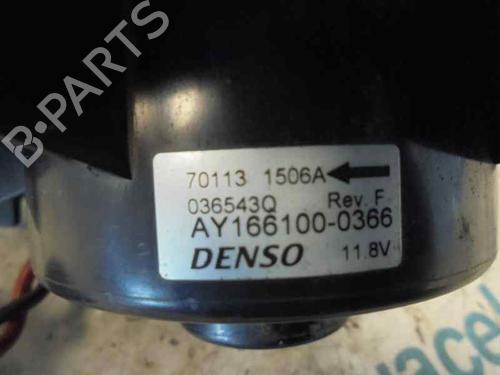 B-PARTS
70113 1506A
036543Q Rev. F
AY166100-0366
DENSO 11.8V